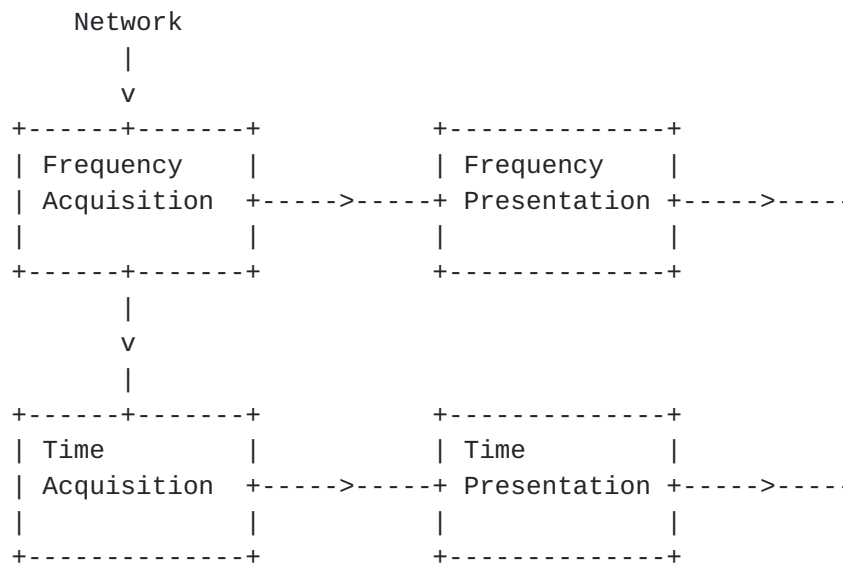 Network
Frequency
Acquisition
Frequency
Presentation
Time
Acquisition
Time
Presentation